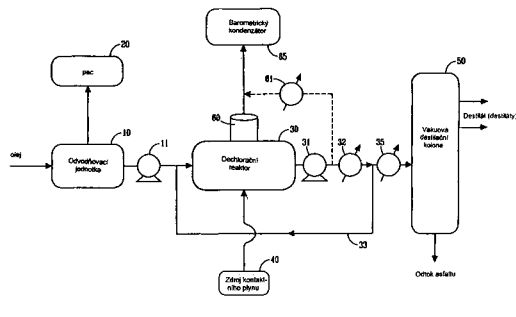 Barometrický
kondenzátor
65
20
pec
61
50
60
30
10
11
31
32
35
olej
Odvodňovací
jednotka
Dechlorační
reaktor
Vakuová
destilační
kolona
Destilát (destiláty)
33
40
Zdroj kontakt-
ního plynu
Odtok asfaltu